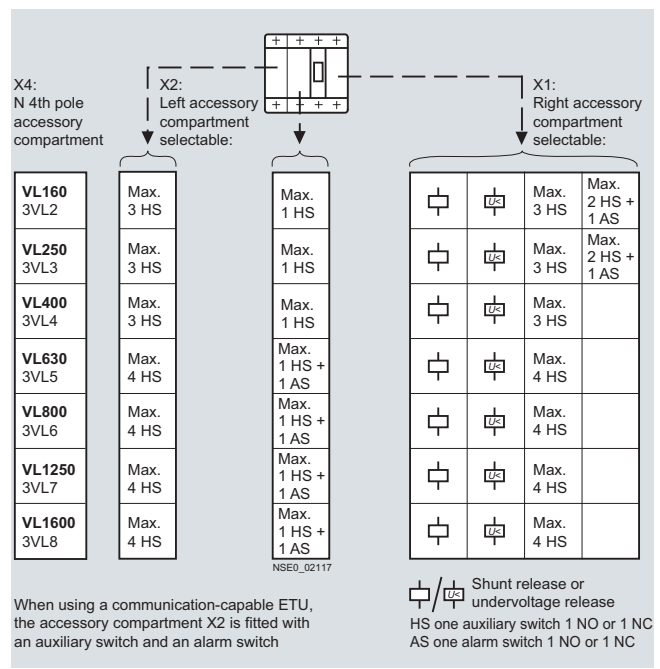 X4:
N 4th pole
accessory
compartment
X2:
Left accessory
compartment
selectable:
X1:
Right accessory
compartment
selectable:
VL160
3VL2
Max.
3 HS
Max.
1 HS
U<
Max.
3 HS
Max.
2 HS +
1 AS
VL250
3VL3
Max.
3 HS
Max.
1 HS
U<
Max.
3 HS
Max.
2 HS +
1 AS
VL400
3VL4
Max.
3 HS
Max.
1 HS
U<
Max.
3 HS
VL630
3VL5
Max.
4 HS
Max.
1 HS +
1 AS
U<
Max.
4 HS
VL800
3VL6
Max.
4 HS
Max.
1 HS +
1 AS
U<
Max.
4 HS
VL1250
3VL7
Max.
4 HS
Max.
1 HS +
1 AS
U<
Max.
4 HS
VL1600
3VL8
Max.
4 HS
Max.
1 HS +
1 AS
U<
Max.
4 HS
NSE0_02117
When using a communication-capable ETU,
the accessory compartment X2 is fitted with
an auxiliary switch and an alarm switch
/ U< Shunt release or
undervoltage release
HS one auxiliary switch 1 NO or 1 NC
AS one alarm switch 1 NO or 1 NC